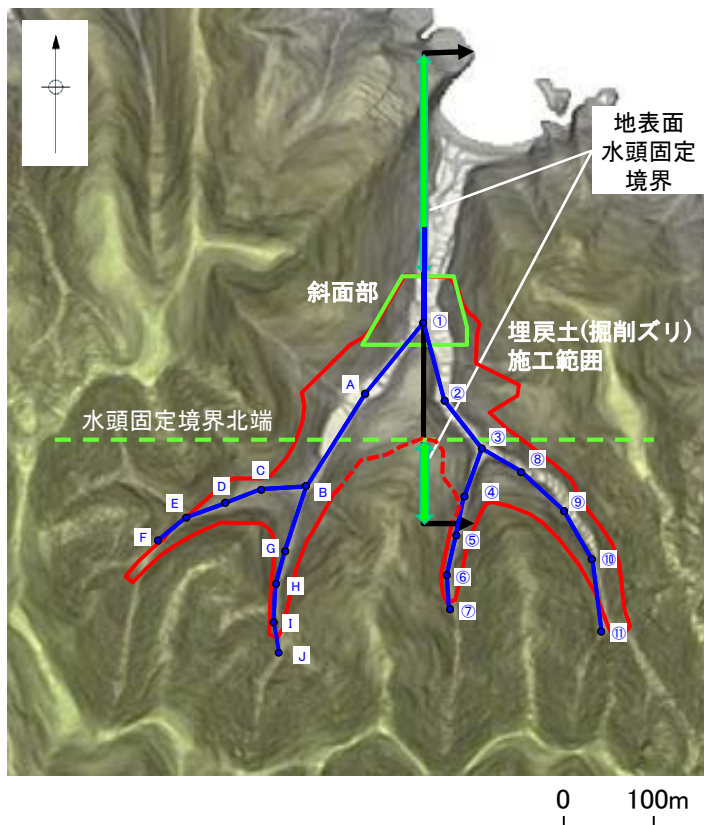 地表面
水頭固定
境界
斜面部
①
埋戻土(掘削ズリ)
施工範囲
A
②
水頭固定境界北端
③
⑧
C
B
D
④
E
⑨
F
⑤
G
⑩
H
⑥
⑦
I
⑪
J
0
100m